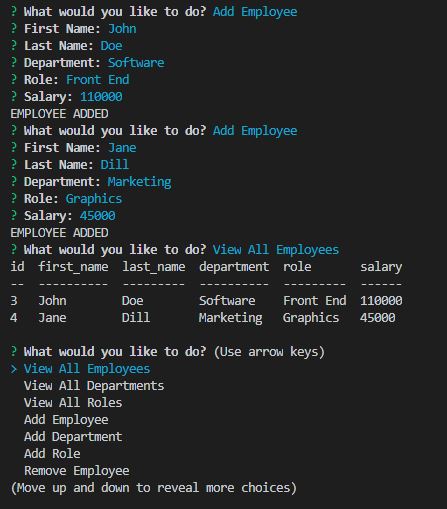 ? What would you like to do? Add Employee
? First Name: John
? Last Name: Doe
? Department: Software
? Role: Front End
? Salary: 110000
EMPLOYEE ADDED
? What would you like to do? Add Employee
? First Name: Jane
? Last Name: Dill
? Department: Marketing
? Role: Graphics
? Salary: 45000
EMPLOYEE ADDED
? What would you like to do? View All Employees
id  first_name  last_name  department  role       salary
--  ----------  ---------  ----------  ---------  ------
3   John        Doe        Software    Front End  110000
4   Jane        Dill       Marketing   Graphics   45000
? What would you like to do? (Use arrow keys)
> View All Employees
  View All Departments
  View All Roles
  Add Employee
  Add Department
  Add Role
  Remove Employee
(Move up and down to reveal more choices)